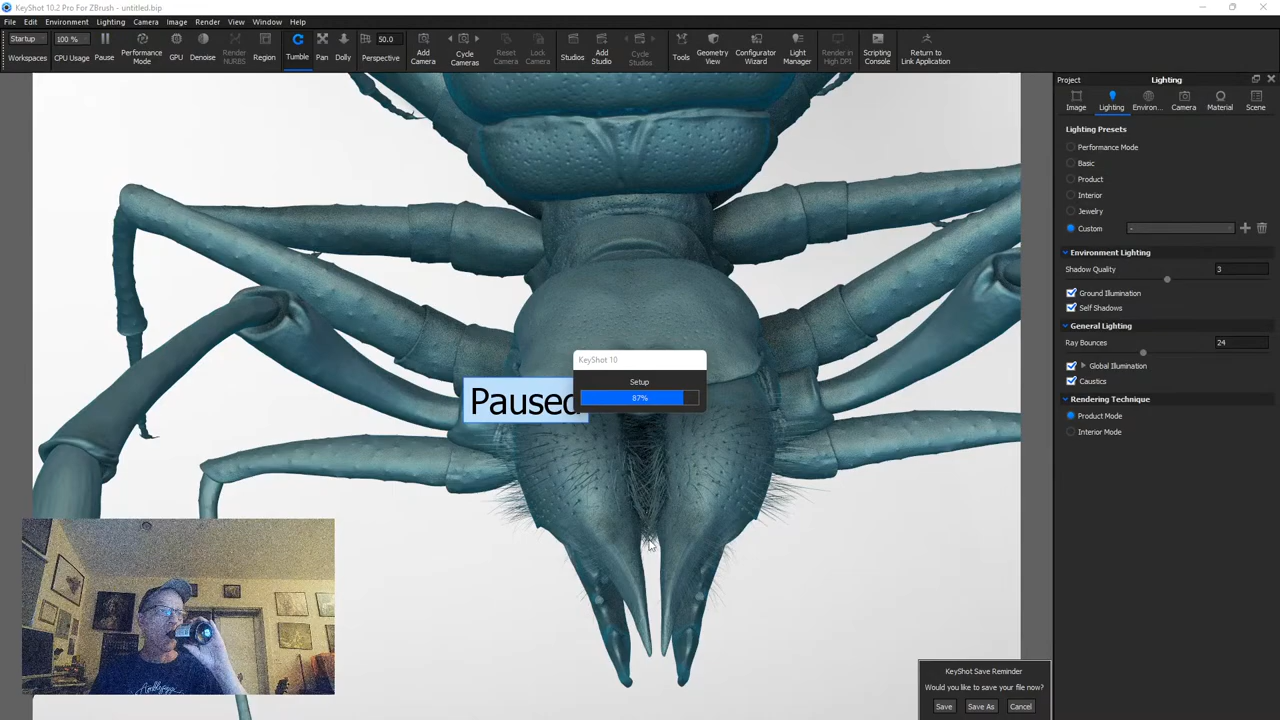 KeyShot 10.2 Pro For ZBrush - untitled.bip
File Edit Environment Lighting Camera Image Render View Window Help
Startup
Workspaces
100 %
CPU Usage
Pause
Performance
Mode
GPU
Denoise
Render
NURBS
Region
Tumble
Pan
Dolly
50.0
Perspective
Add
Camera
Cycle
Cameras
Reset
Camera
Lock
Camera
Studios
Add
Studio
Cycle
Studios
Tools
Geometry
View
Configurator
Wizard
Light
Manager
Render in
High DPI
Scripting
Console
Return to
Link Application
Project
Lighting
Image
Lighting
Environ...
Camera
Material
Scene
Lighting Presets
Performance Mode
Basic
Product
Interior
Jewelry
Custom
-
Environment Lighting
Shadow Quality
3
Ground Illumination
Self Shadows
General Lighting
Ray Bounces
24
Global Illumination
Caustics
Rendering Technique
Product Mode
Interior Mode
KeyShot 10
Setup
87%
Paused
KeyShot Save Reminder
Would you like to save your file now?
Save
Save As
Cancel